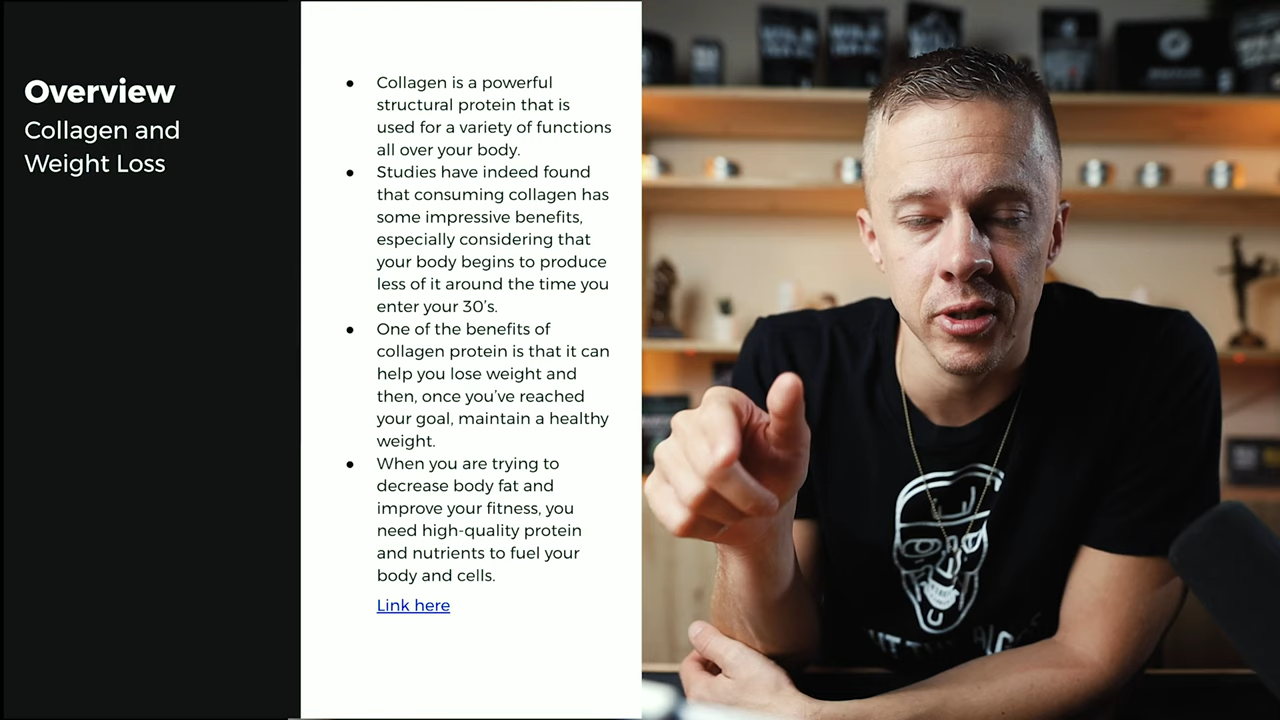 Overview
Collagen and
Weight Loss
● Collagen is a powerful
structural protein that is
used for a variety of functions
all over your body.
● Studies have indeed found
that consuming collagen has
some impressive benefits,
especially considering that
your body begins to produce
less of it around the time you
enter your 30's.
● One of the benefits of
collagen protein is that it can
help you lose weight and
then, once you've reached
your goal, maintain a healthy
weight.
● When you are trying to
decrease body fat and
improve your fitness, you
need high-quality protein
and nutrients to fuel your
body and cells.
Link here